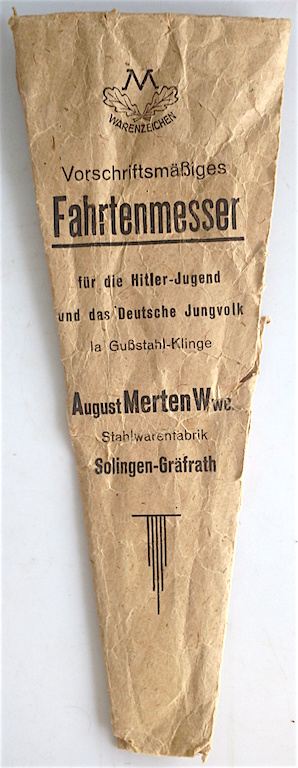 M
WARENZEICHEN
Vorschriftsmäßiges
Fahrtenmesser
für die Hitler-Jugend
und das Deutsche Jungvolk
Ia Gußstahl-Klinge
August Merten Wwe.
Stahlwarenfabrik
Solingen-Gräfrath